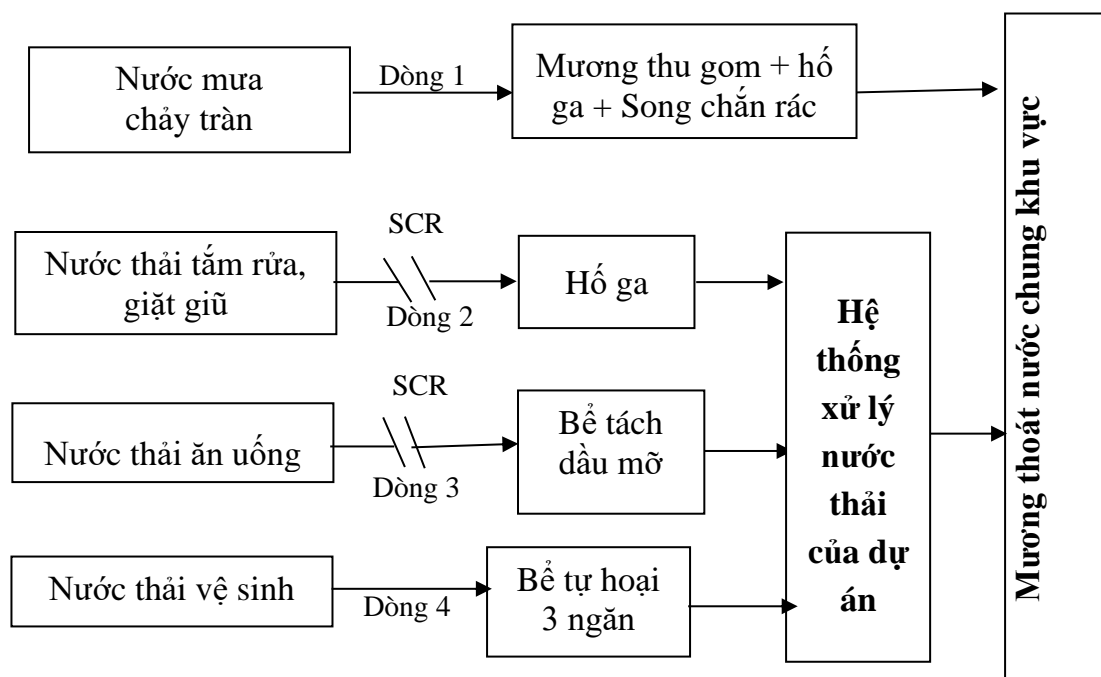 Nước mưa
chảy tràn
Dòng 1
Mương thu gom + hố
ga + Song chắn rác
Nước thải tắm rửa,
giặt giũ
SCR
Dòng 2
Hố ga
Nước thải ăn uống
SCR
Dòng 3
Bể tách
dầu mỡ
Nước thải vệ sinh
Dòng 4
Bể tự hoại
3 ngăn
Hệ
thống
xử lý
nước
thải
của dự
án
Mương thoát nước chung khu vực